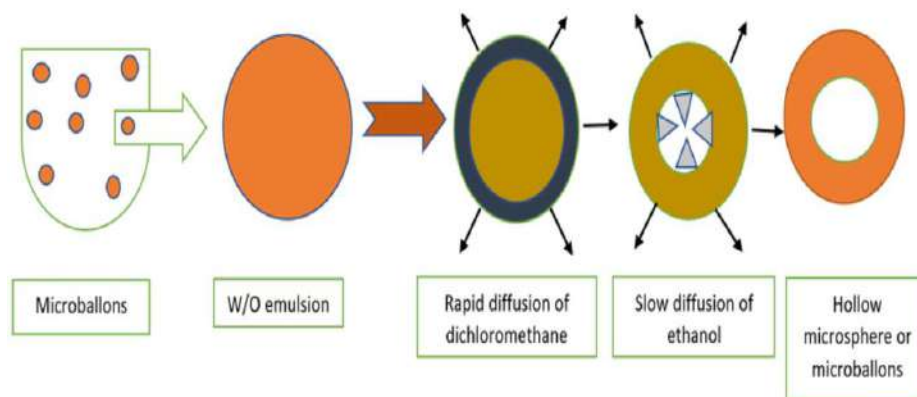 Microballons
W/O emulsion
Rapid diffusion of
dichloromethane
Slow diffusion of
ethanol
Hollow
microsphere or
microballons